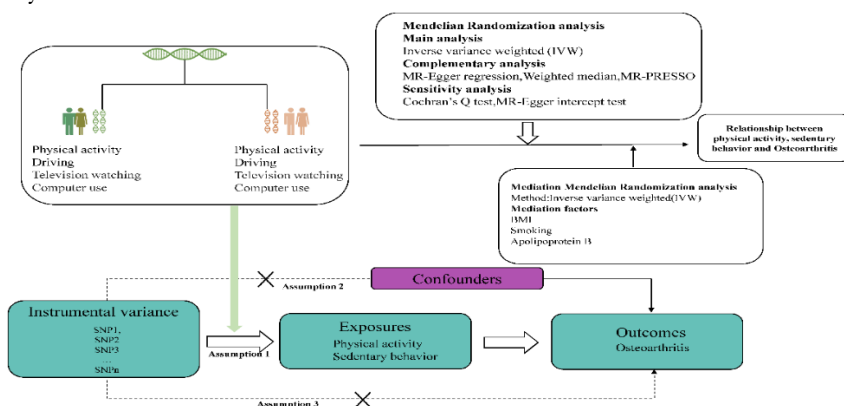 Physical activity
Driving
Television watching
Computer use
Physical activity
Driving
Television watching
Computer use
Mendelian Randomization analysis
Main analysis
Inverse variance weighted (IVW)
Complementary analysis
MR-Egger regression,Weighted median,MR-PRESSO
Sensitivity analysis
Cochran's Q test,MR-Egger intercept test
Relationship between
physical activity, sedentary
behavior and Osteoarthritis
Mediation Mendelian Randomization analysis
Method:Inverse variance weighted(IVW)
Mediation factors
BMI
Smoking
Apolipoprotein B
Assumption 2
Confounders
Instrumental variance
SNP1,
SNP2
SNP3
...
SNPn
Assumption 1
Exposures
Physical activity
Sedentary behavior
Outcomes
Osteoarthritis
Assumption 3